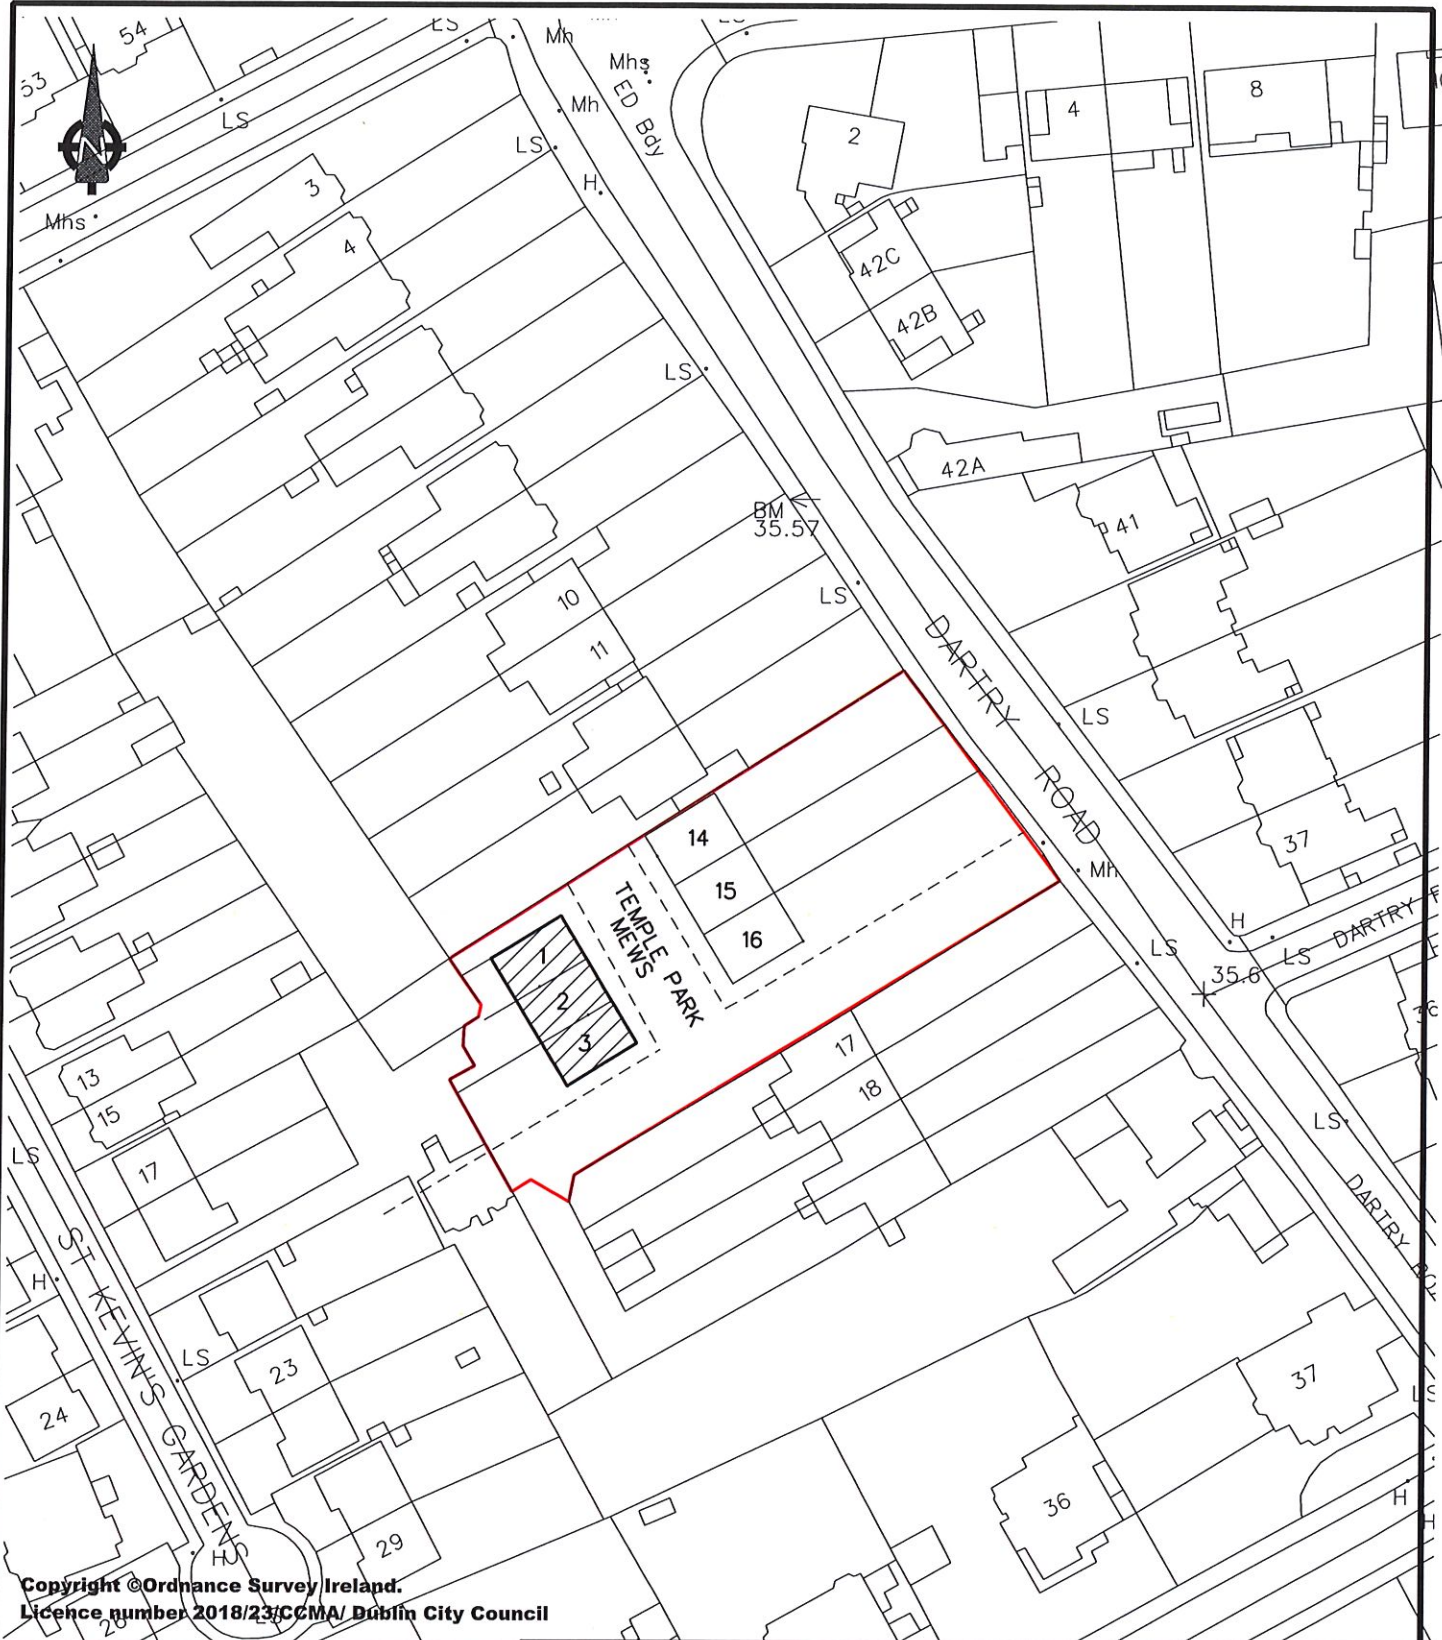 54
LS
Mh
Mhs
53
LS
Mh
ED Bdy
N
LS
H
2
4
8
3
Mhs
4
42C
42B
LS
42A
BM
35.57
41
LS
10
11
DARTRY ROAD
LS
14
15
16
37
Mh
TEMPLE PARK
MEWS
1
2
3
H
LS
LS
DARTRY
35.6
17
18
13
15
17
LS
LS
DARTRY
ST KEVIN'S GARDENS
H
LS
23
24
37
LS
36
H
H
29
H
Copyright ©Ordnance Survey Ireland.
Licence number 2018/23/CCMA/ Dublin City Council
LS